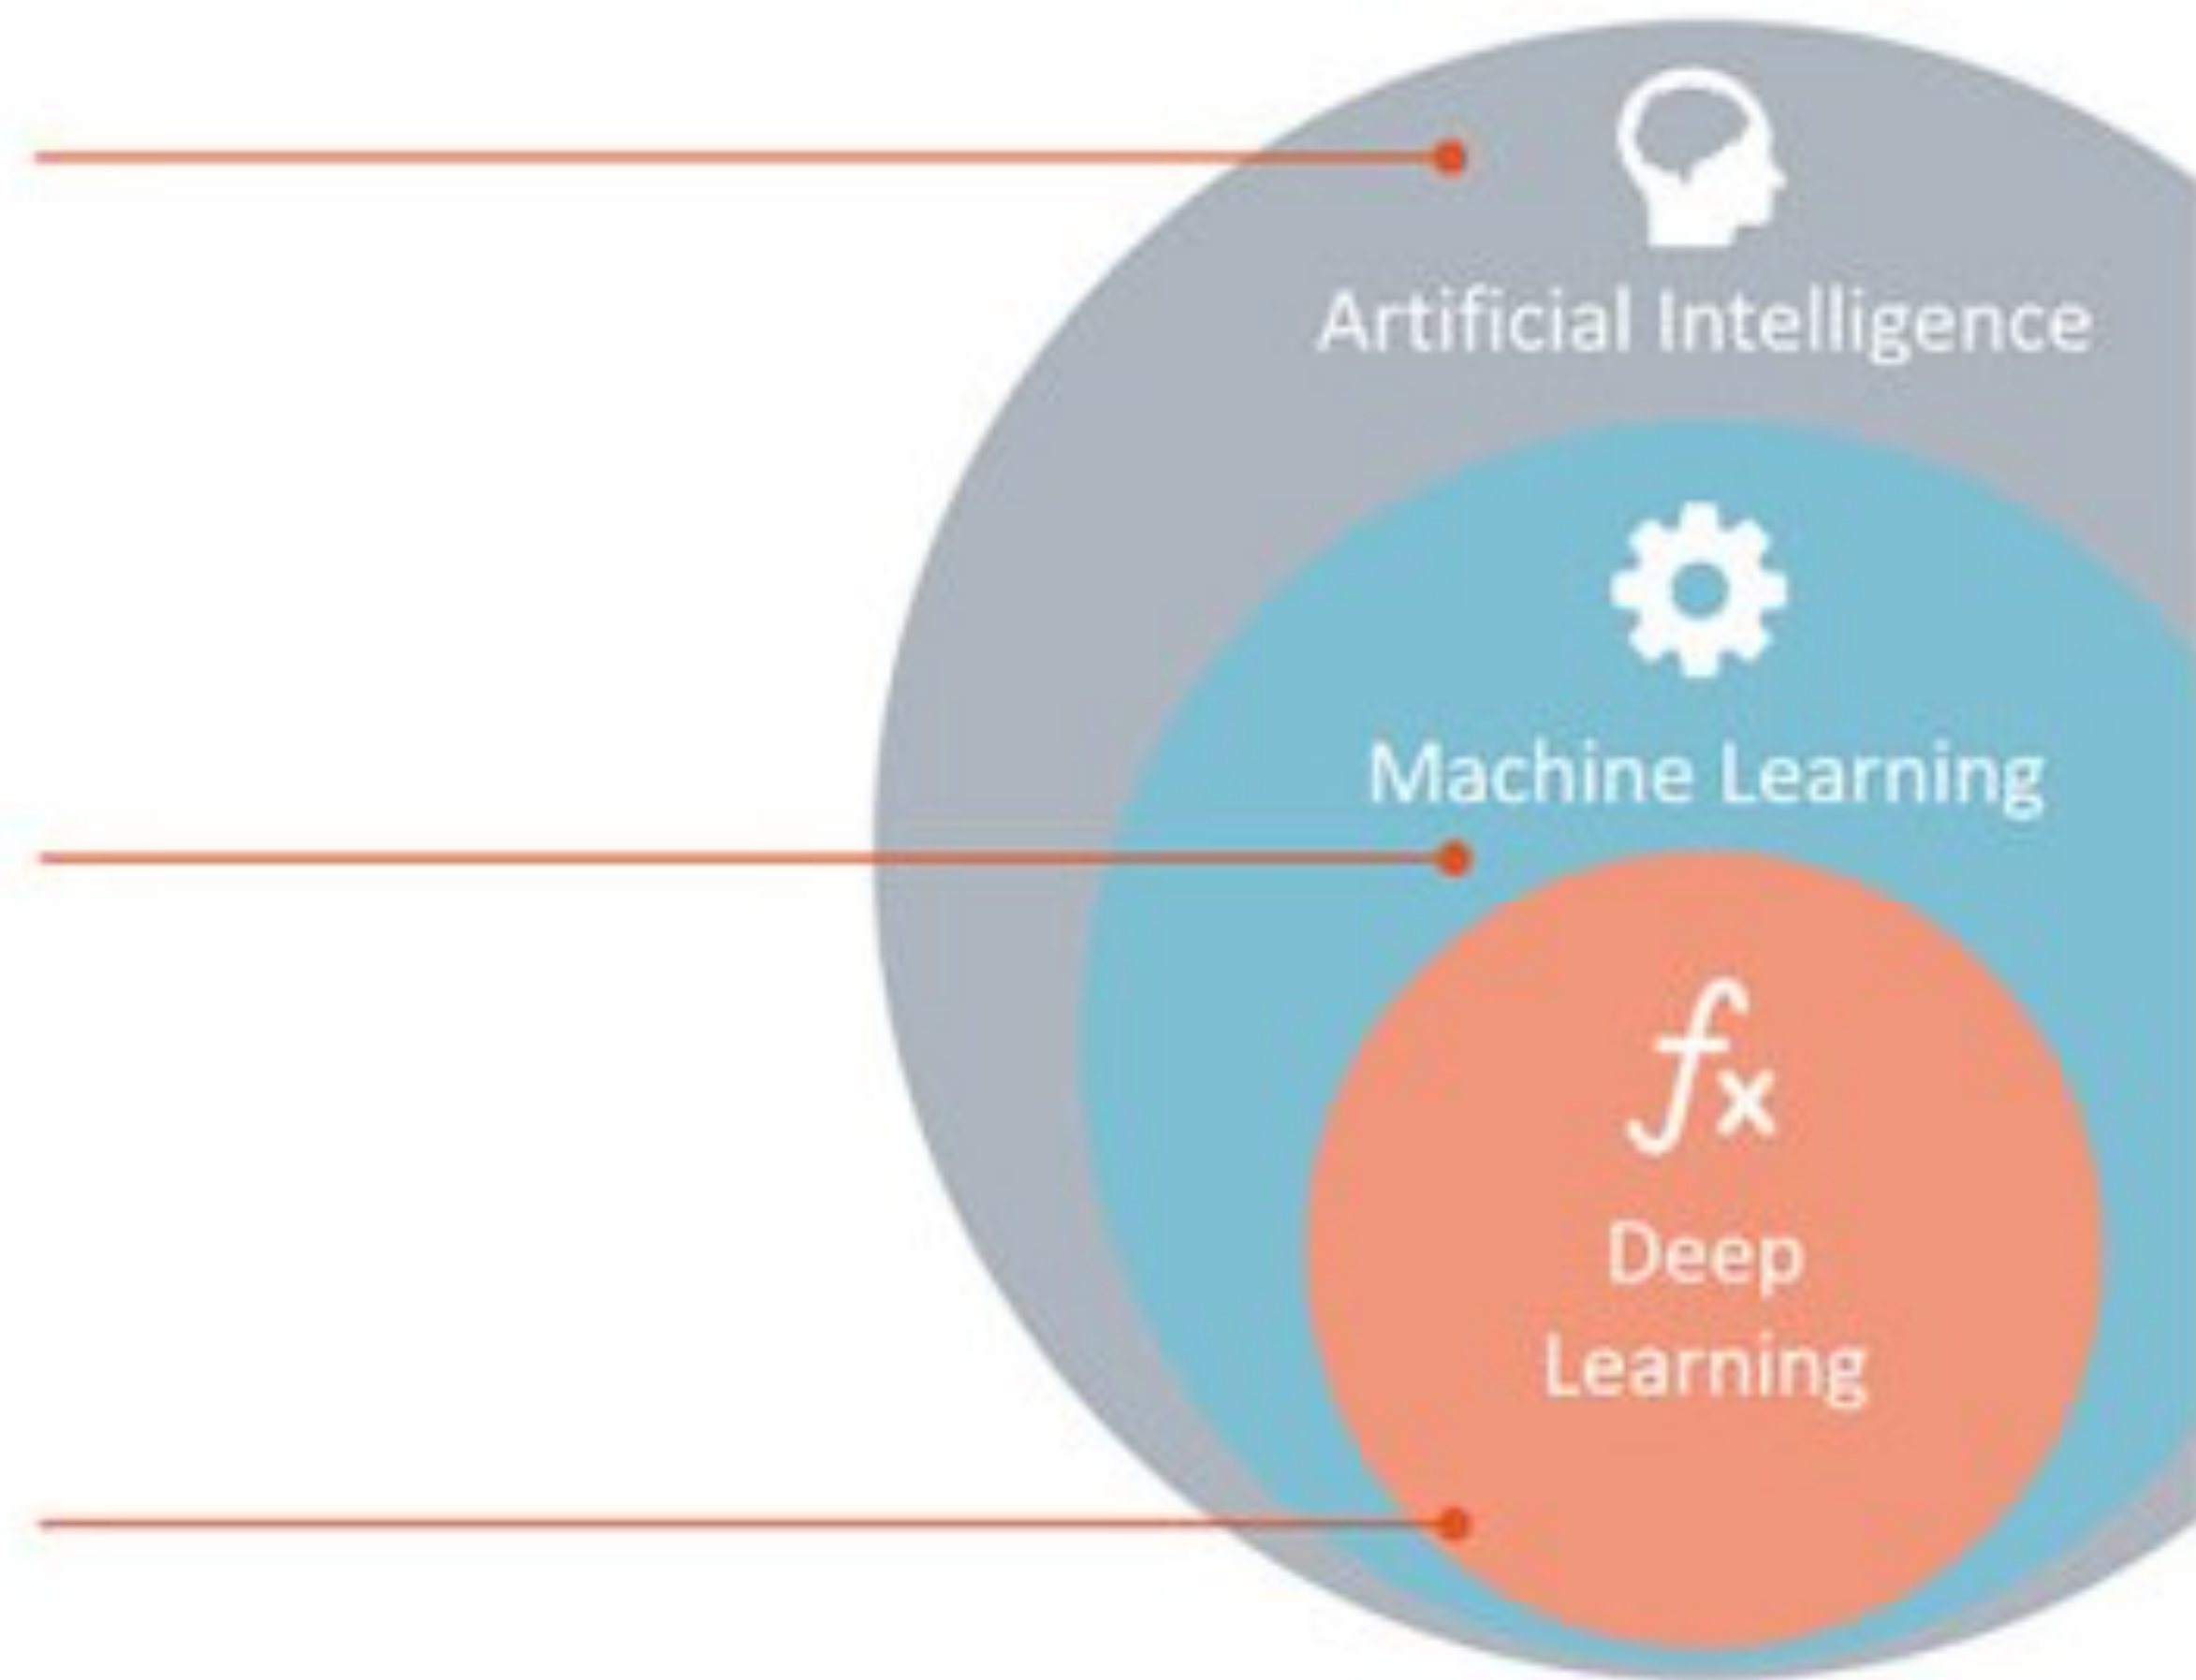 Artificial Intelligence
Machine Learning
fx
Deep
Learning